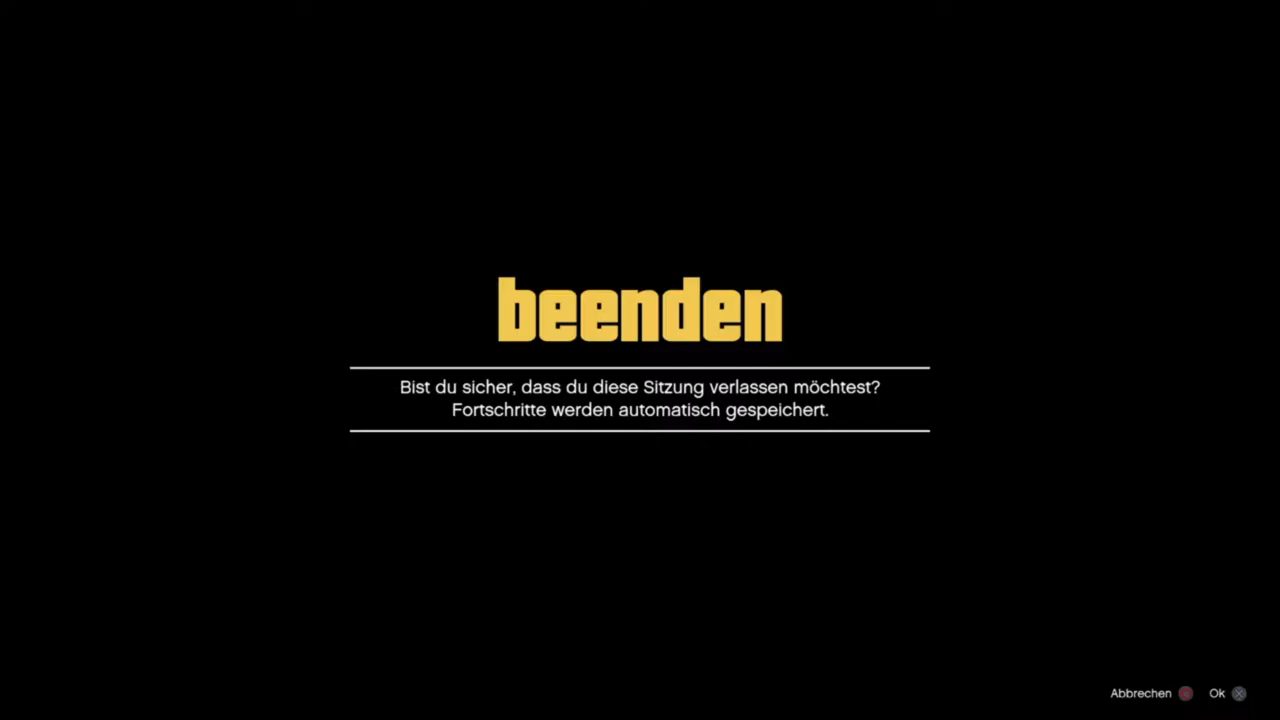 beenden
Bist du sicher, dass du diese Sitzung verlassen möchtest?
Fortschritte werden automatisch gespeichert.
Abbrechen Ok